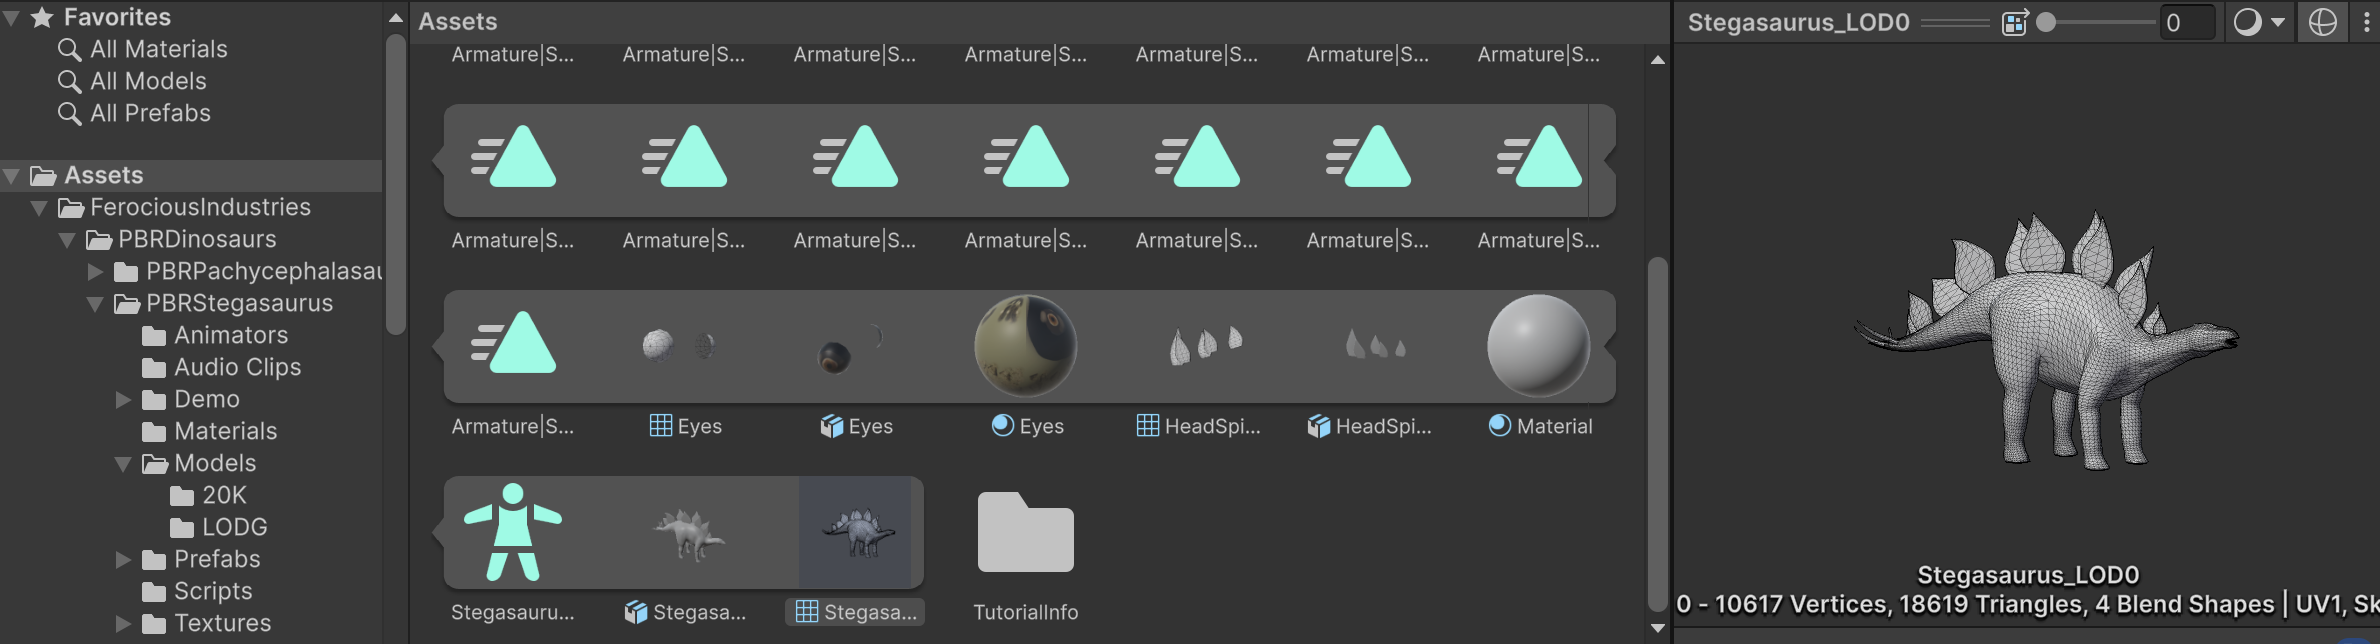 Favorites
All Materials
All Models
All Prefabs
Assets
FerociousIndustries
PBRDinosaurs
PBRPachycephalasau
PBRStegasaurus
Animators
Audio Clips
Demo
Materials
Models
20K
LODG
Prefabs
Scripts
Textures
Assets
Armature|S... Armature|S... Armature|S... Armature|S... Armature|S... Armature|S... Armature|S...
Armature|S... Armature|S... Armature|S... Armature|S... Armature|S... Armature|S... Armature|S...
Armature|S... Eyes Eyes Eyes HeadSpi... HeadSpi... Material
Stegasauru... Stegasa... Stegasa... TutorialInfo
Stegasaurus_LOD0 0
Stegasaurus_LOD0
0 - 10617 Vertices, 18619 Triangles, 4 Blend Shapes | UV1, Sk